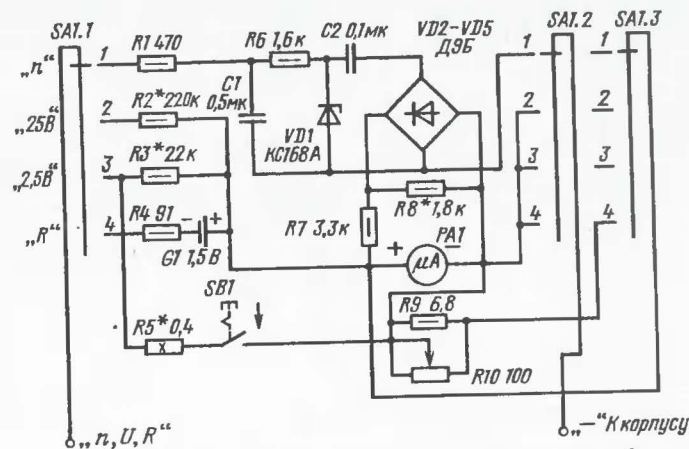 SA1.1
SA1.2
SA1.3
„п“
1
R1 470
R6 1,6к
C2 0,1мк
VD2–VD5
Д9Б
1
1
C1
0,5мк
VD1
КС168А
„25В“
2
R2* 220к
2
2
„2,5В“
3
R3* 22к
3
3
R8* 1,8к
„R“
4
R4 91
– +
G1 1,5В
R7 3,3к
+
PA1
μA
4
4
SB1
R5* 0,4
R9 6,8
R10 100
„п, U, R“
„–“ К корпусу